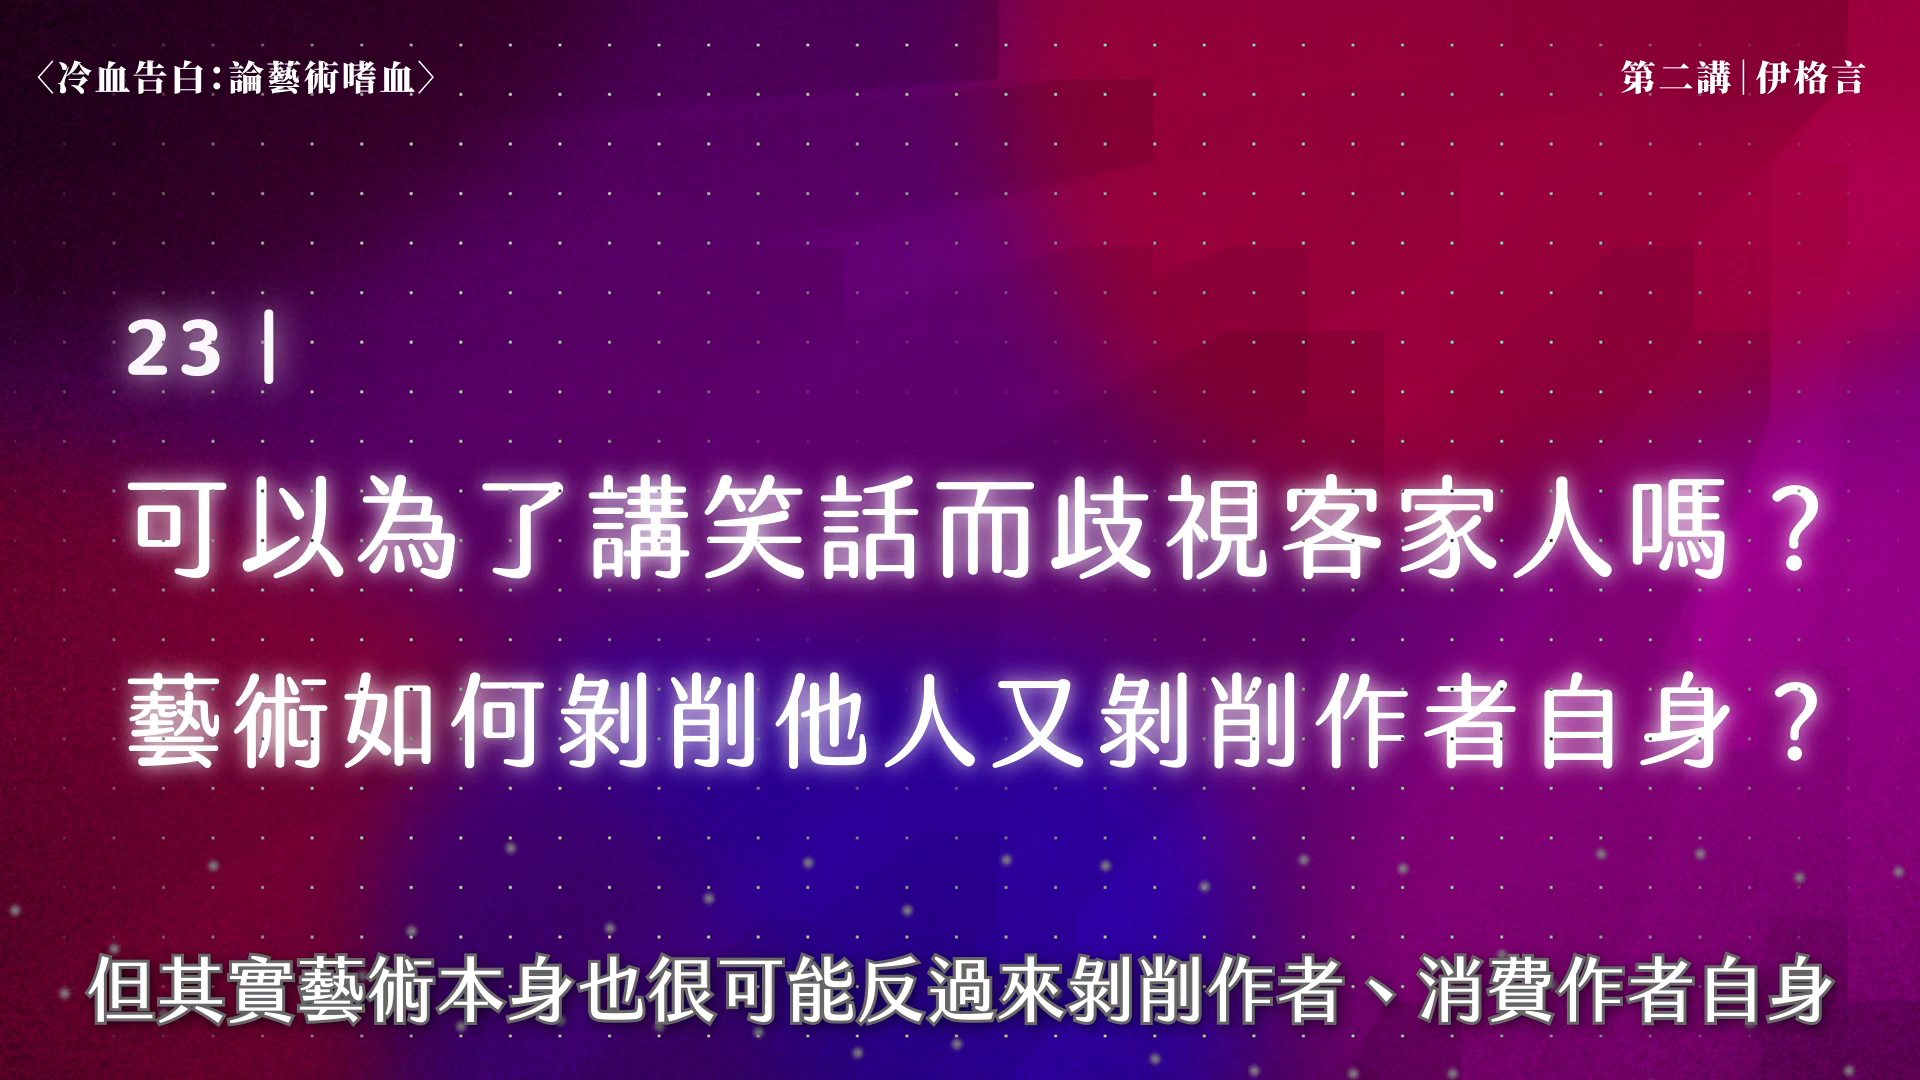 〈冷血告白：論藝術嗜血〉
第二講｜伊格言
23｜
可以為了講笑話而歧視客家人嗎？
藝術如何剝削他人又剝削作者自身？
但其實藝術本身也很可能反過來剝削作者、消費作者自身